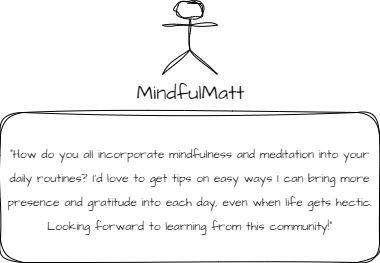 MindfulMatt
"How do you all incorporate mindfulness and meditation into your
daily routines? I'd love to get tips on easy ways I can bring more
presence and gratitude into each day, even when life gets hectic.
Looking forward to learning from this community!"